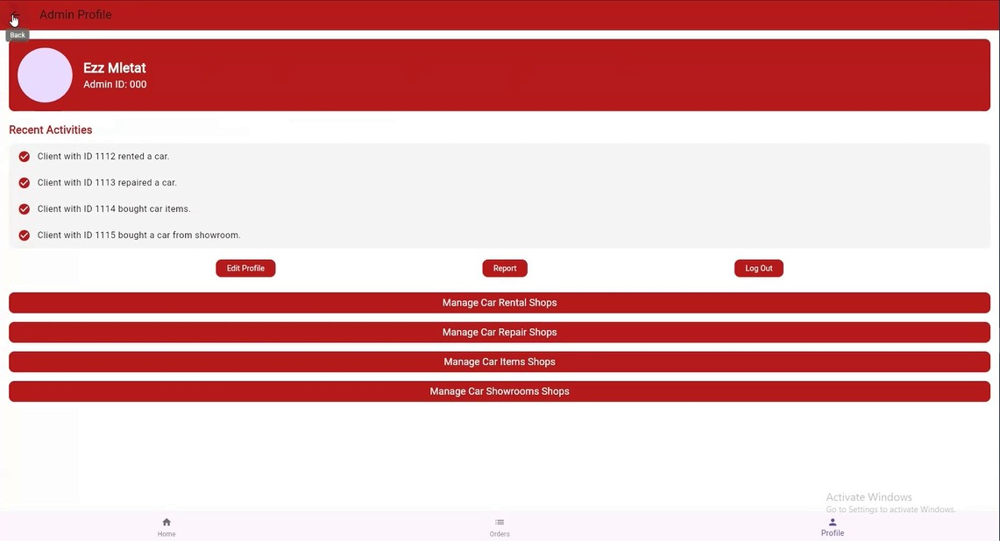 Admin Profile
Back
Ezz Mletat
Admin ID: 000
Recent Activities
Client with ID 1112 rented a car.
Client with ID 1113 repaired a car.
Client with ID 1114 bought car items.
Client with ID 1115 bought a car from showroom.
Edit Profile
Report
Log Out
Manage Car Rental Shops
Manage Car Repair Shops
Manage Car Items Shops
Manage Car Showrooms Shops
Activate Windows
Go to Settings to activate Windows.
Home
Orders
Profile